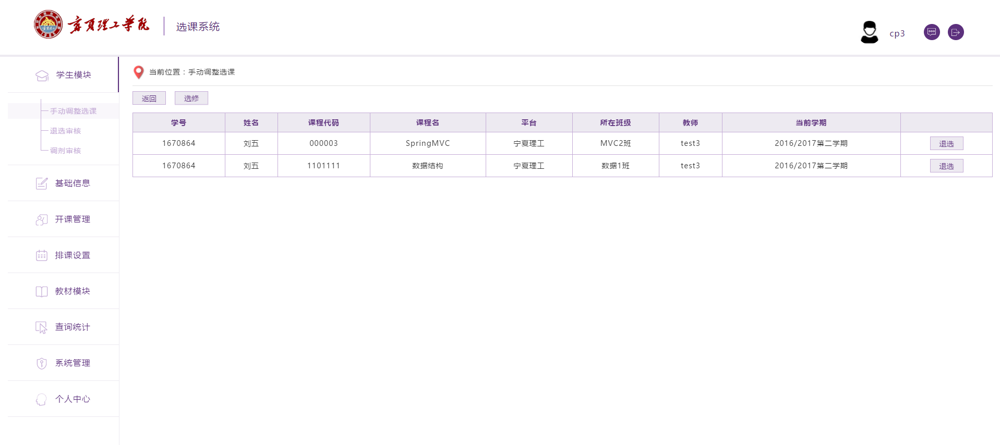 宁夏理工学院
选课系统
cp3
学生模块
手动调整选课
退选审核
调剂审核
基础信息
开课管理
排课设置
教材模块
查询统计
系统管理
个人中心
当前位置：手动调整选课
返回 选修
学号 姓名 课程代码 课程名 平台 所在班级 教师 当前学期
1670864 刘五 000003 SpringMVC 宁夏理工 MVC2班 test3 2016/2017第二学期 退选
1670864 刘五 1101111 数据结构 宁夏理工 数据1班 test3 2016/2017第二学期 退选